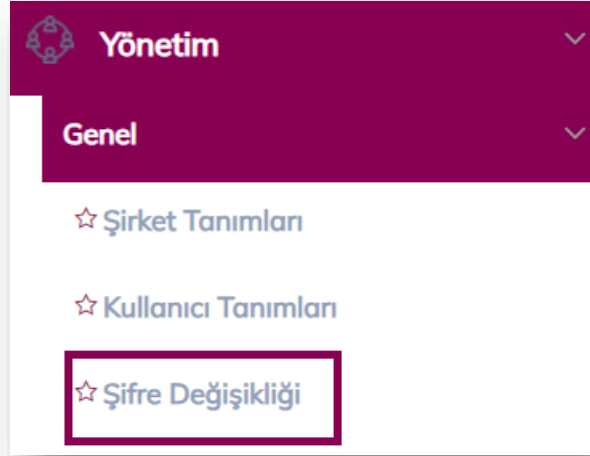 Yönetim
Genel
Şirket Tanımları
Kullanıcı Tanımları
Şifre Değişikliği